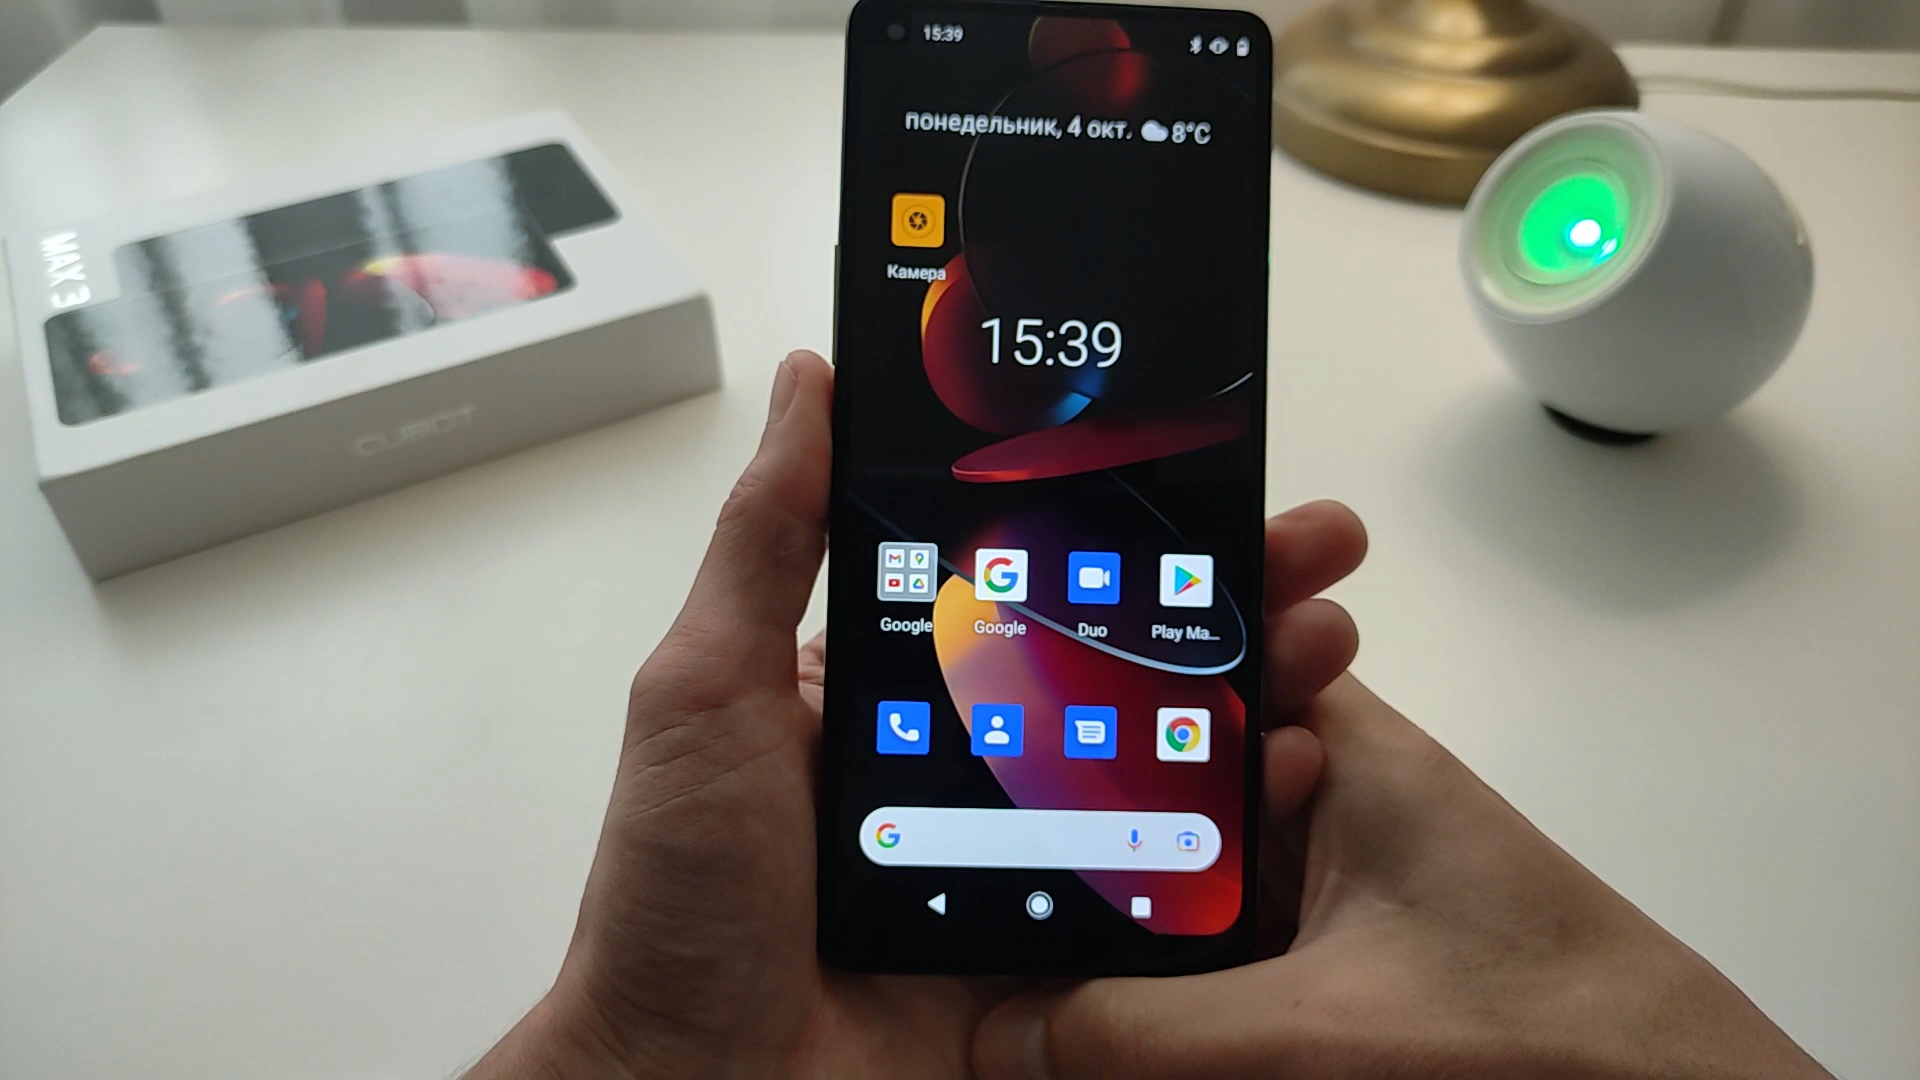 15:39
понедельник, 4 окт. 8°C
Камера
15:39
Google
Google
Duo
Play Ma...
MAX 3
CUBOT